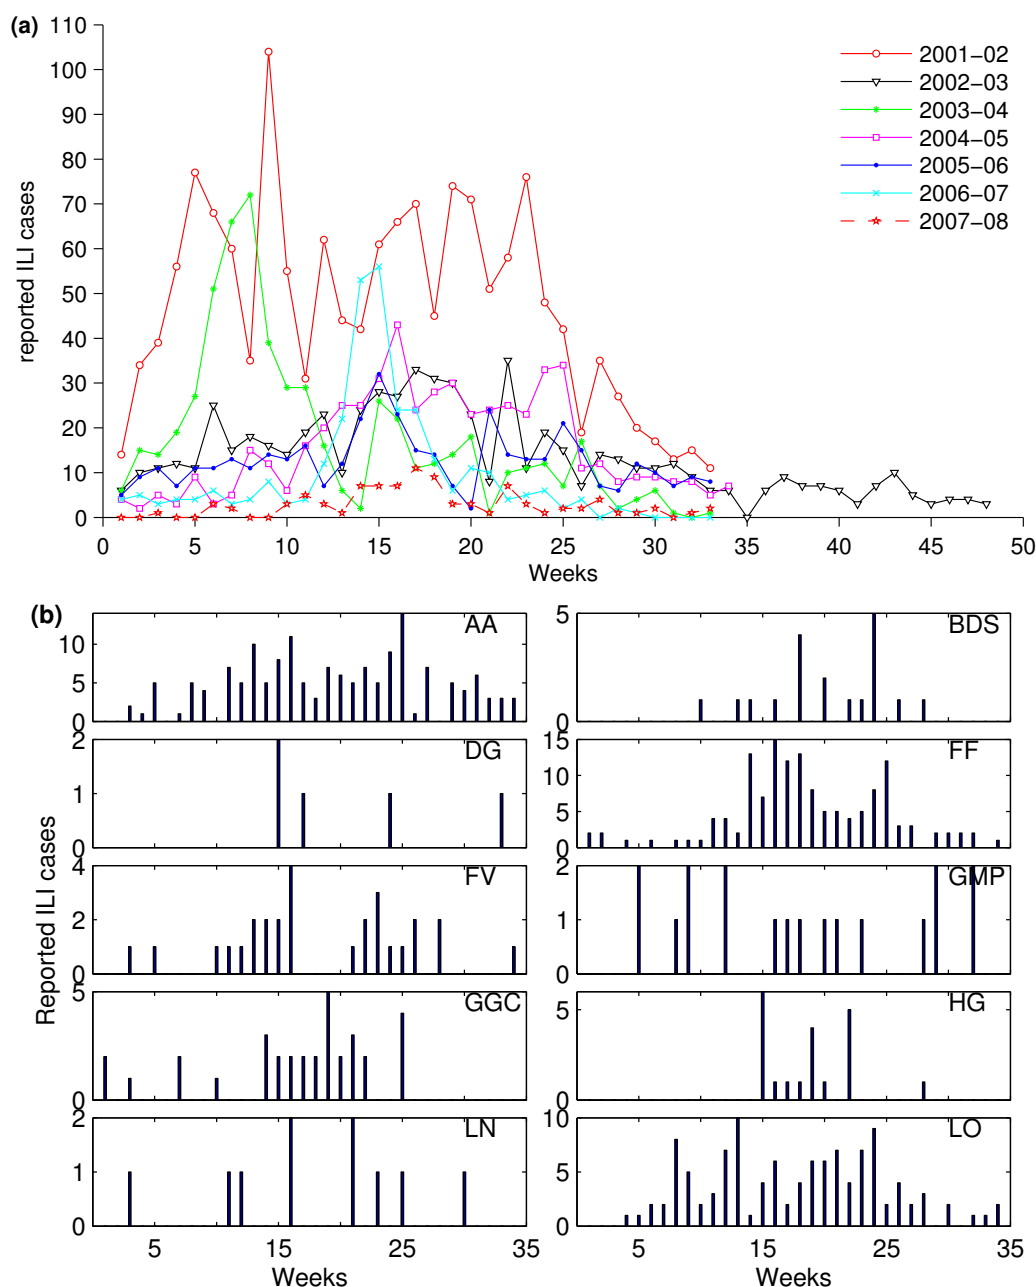 (a)
110
100
90
80
70
60
50
40
30
20
10
0
reported ILI cases
0 5 10 15 20 25 30 35 40 45 50
Weeks
2001−02
2002−03
2003−04
2004−05
2005−06
2006−07
2007−08
(b)
Reported ILI cases
AA
10
5
0
BDS
5
0
DG
2
1
0
FF
15
10
5
0
FV
4
2
0
GMP
2
1
0
GGC
5
0
HG
5
0
LN
2
1
0
5 15 25 35
Weeks
LO
10
5
0
5 15 25 35
Weeks